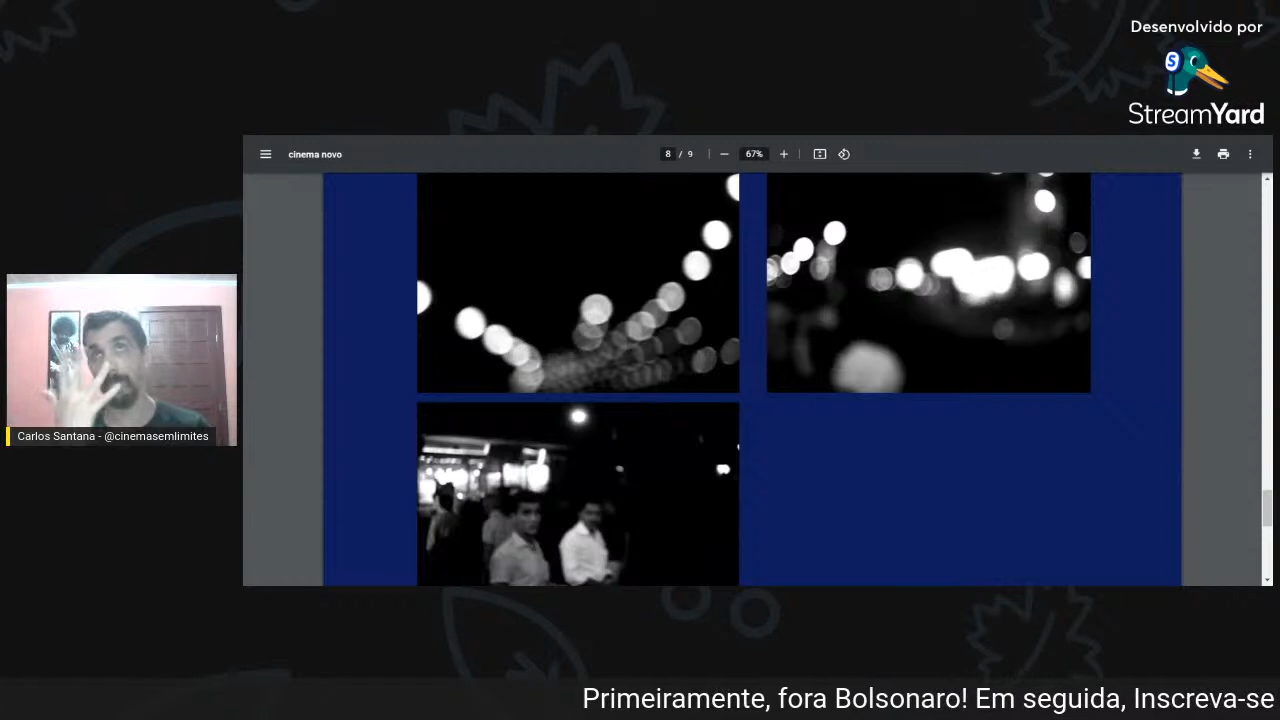 Desenvolvido por
S
StreamYard
cinema novo
8 / 9
67%
Carlos Santana - @cinemasemlimites
Primeiramente, fora Bolsonaro! Em seguida, Inscreva-se